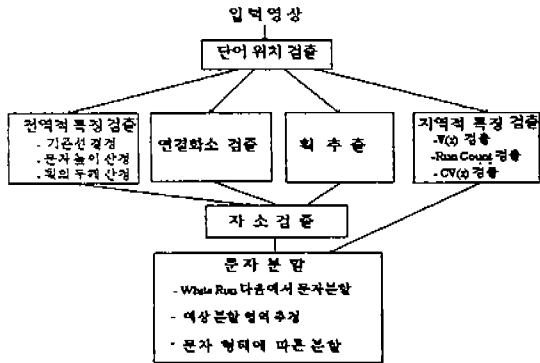 입력영상
단어 위치 검출
전역적 특징 검출
- 기준선 결정
- 문자높이 산정
- 획의 두께 산정
연결화소 검출
획 추출
지역적 특징 검출
- V(x) 검출
- Run Count 검출
- CV(x) 검출
자소검출
문자분할
- White Run 다음에서 문자분할
- 예상 분할 영역 추정
- 문자 형태에 따른 분할